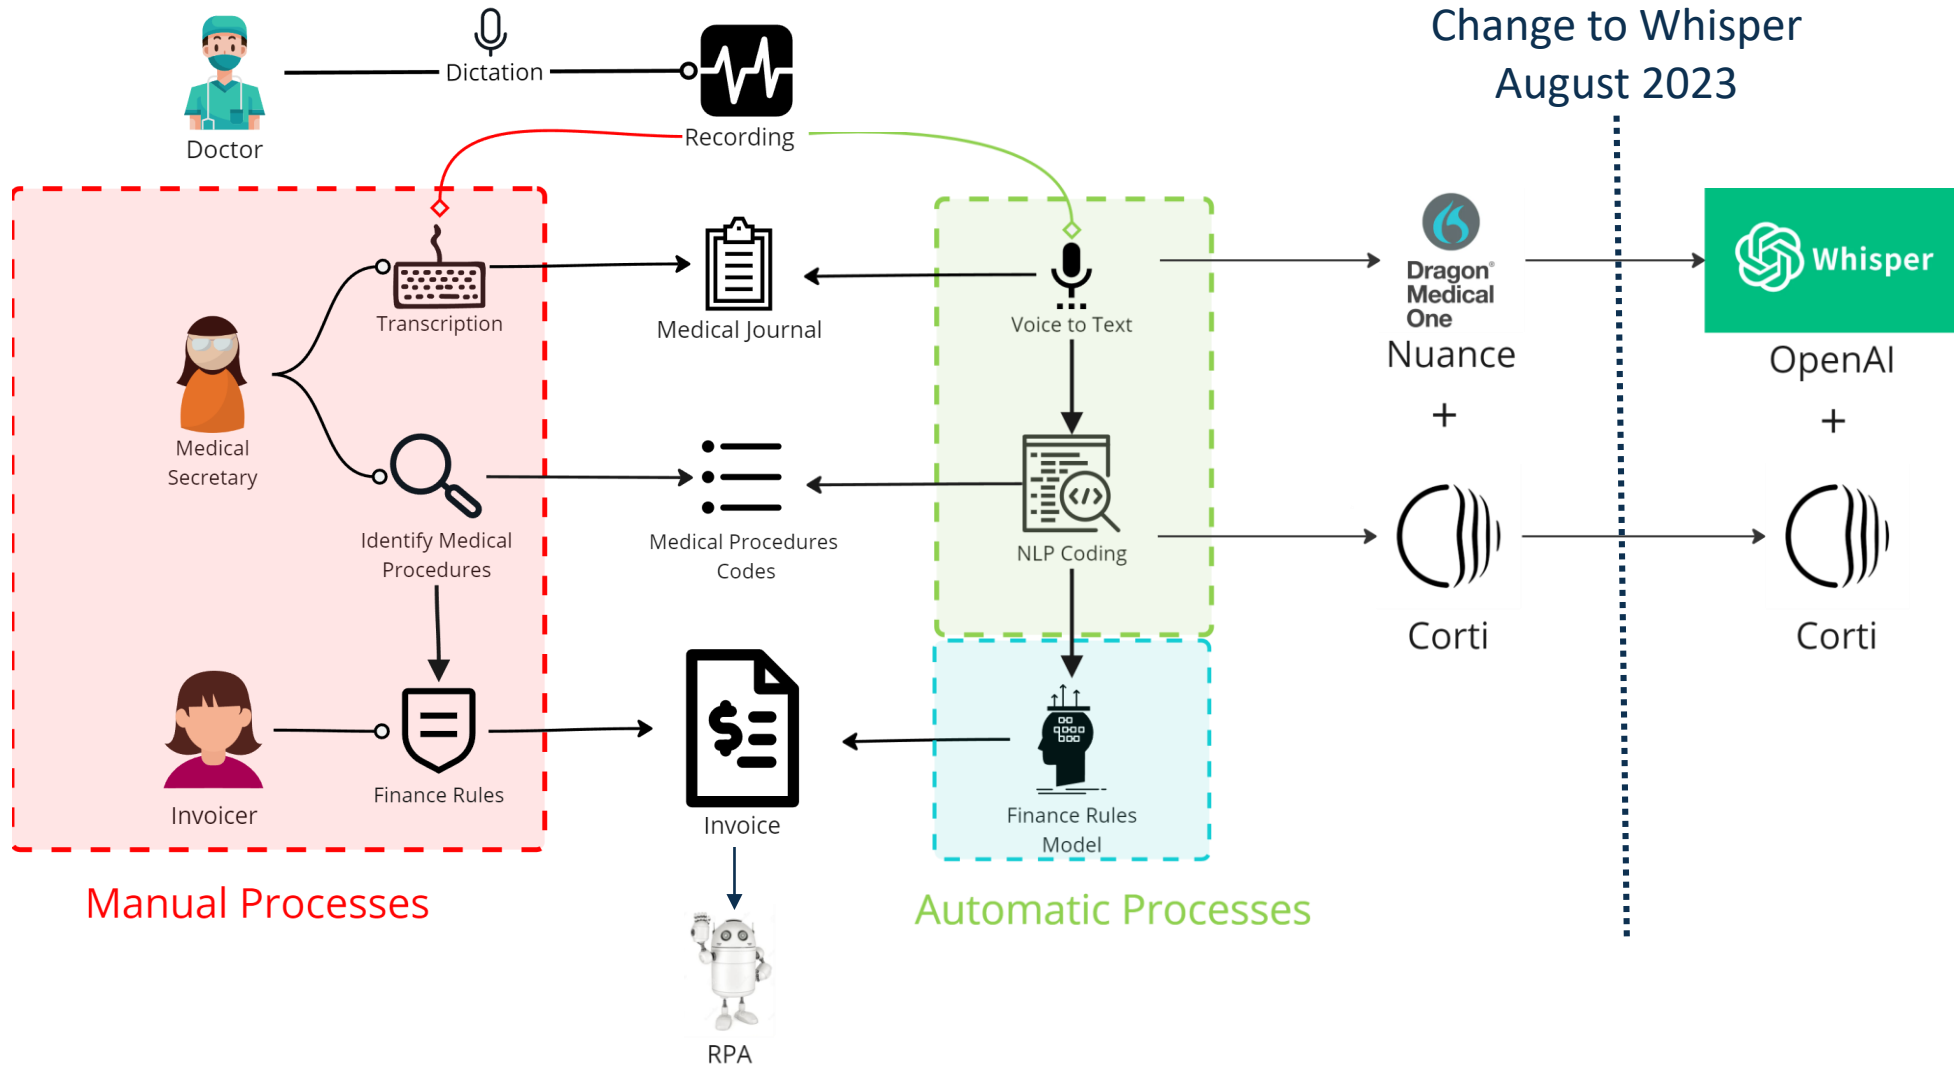 Change to Whisper
August 2023
Dictation
Doctor
Recording
Transcription
Medical Journal
Voice to Text
Dragon®
Medical
One
Nuance
Whisper
OpenAI
+
+
Medical
Secretary
Identify Medical
Procedures
Medical Procedures
Codes
</>
NLP Coding
Corti
Corti
Invoicer
Finance Rules
$
Invoice
Finance Rules
Model
Manual Processes
Automatic Processes
RPA